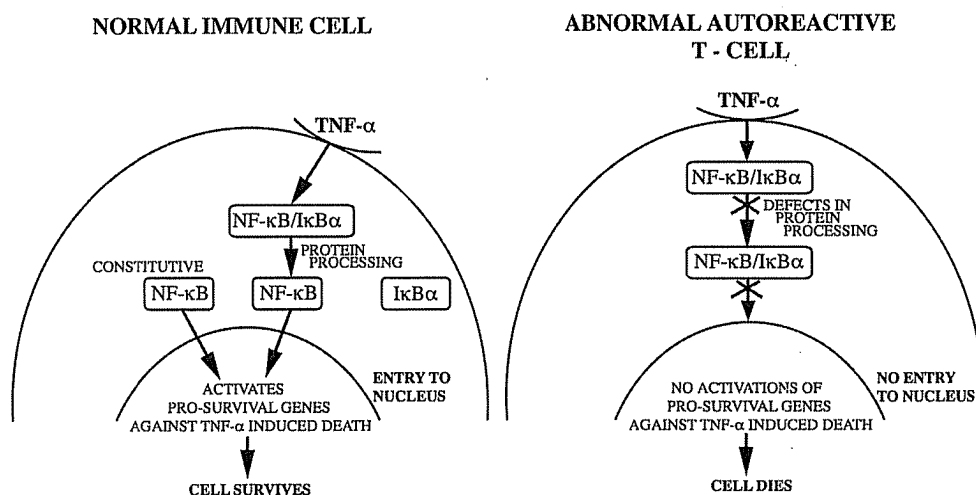 NORMAL IMMUNE CELL
TNF-α
NF-κB/IκBα
PROTEIN
PROCESSING
CONSTITUTIVE
NF-κB
NF-κB
IκBα
ACTIVATES
PRO-SURVIVAL GENES
AGAINST TNF-α INDUCED DEATH
ENTRY TO
NUCLEUS
CELL SURVIVES
ABNORMAL AUTOREACTIVE
T - CELL
TNF-α
NF-κB/IκBα
DEFECTS IN
PROTEIN
PROCESSING
NF-κB/IκBα
NO ACTIVATIONS OF
PRO-SURVIVAL GENES
AGAINST TNF-α INDUCED DEATH
NO ENTRY
TO NUCLEUS
CELL DIES